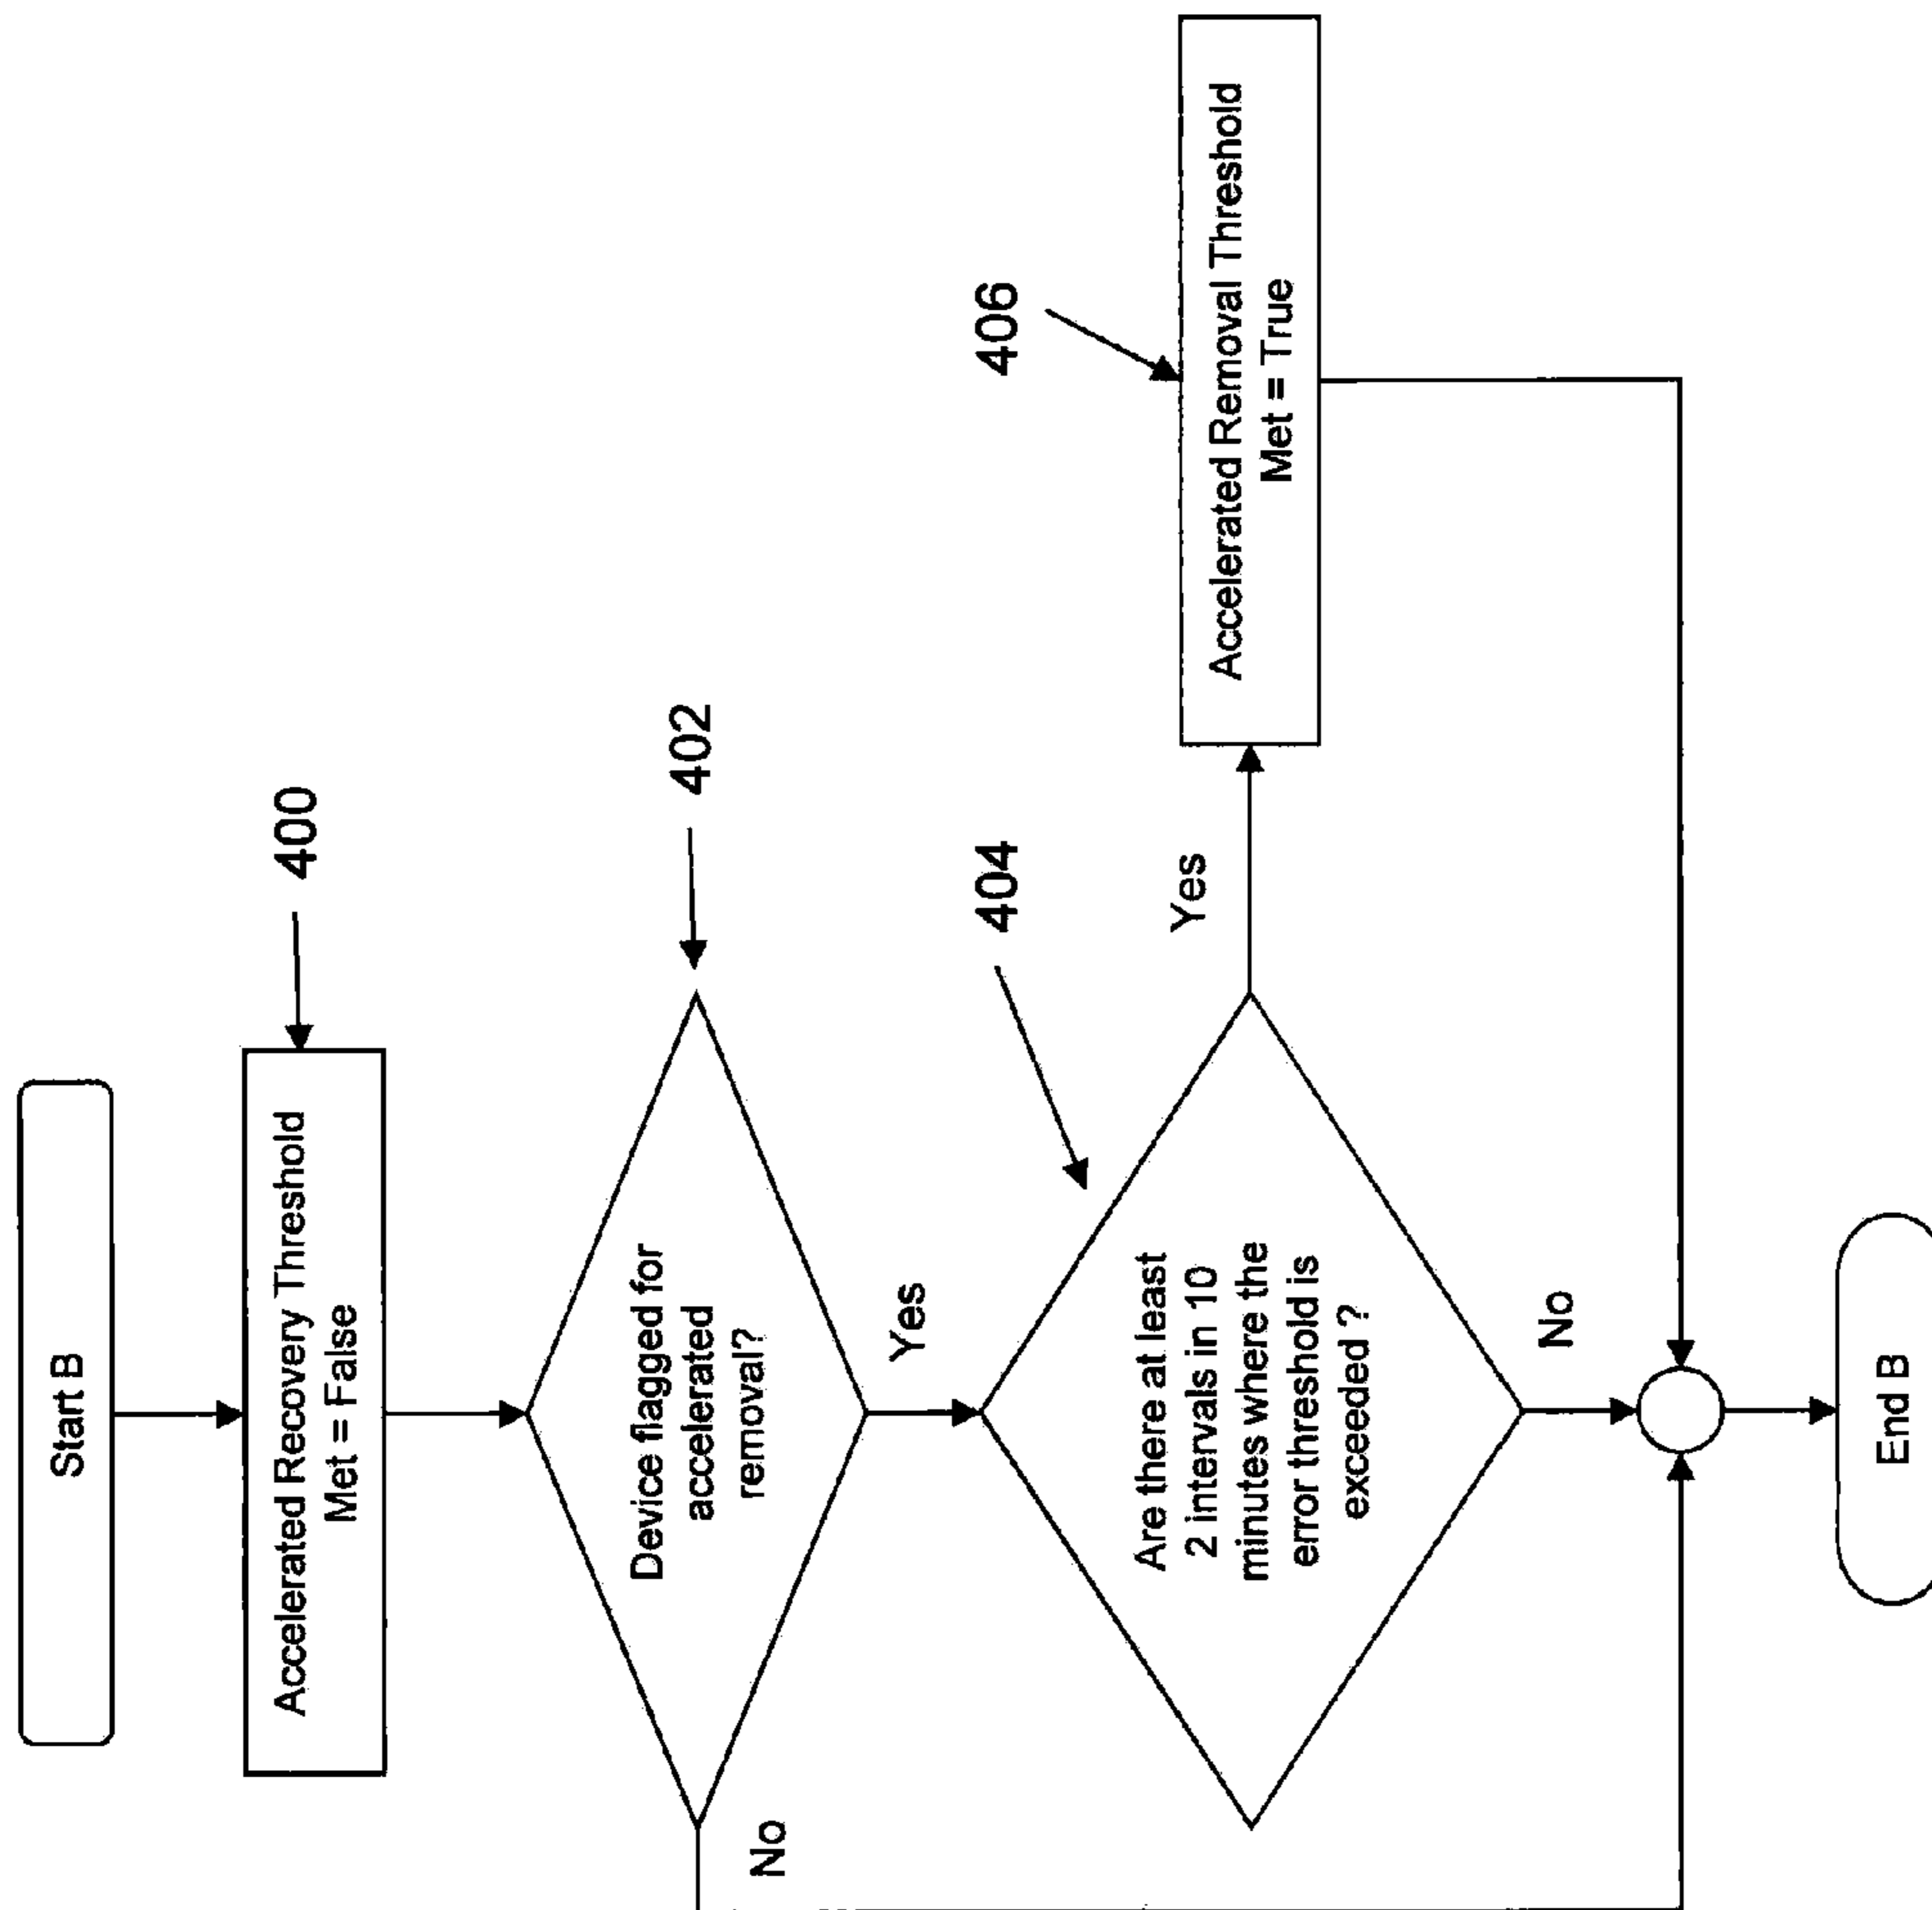 Start B
400
Accelerated Recovery Threshold
Met = False
402
Device flagged for
accelerated
removal?
No
Yes
404
Are there at least
2 intervals in 10
minutes where the
error threshold is
exceeded ?
Yes
406
Accelerated Removal Threshold
Met = True
No
End B